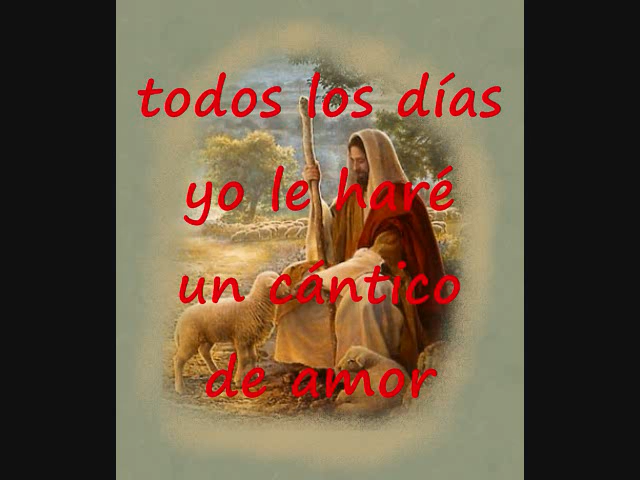 todos los días
yo le haré
un cántico
de amor